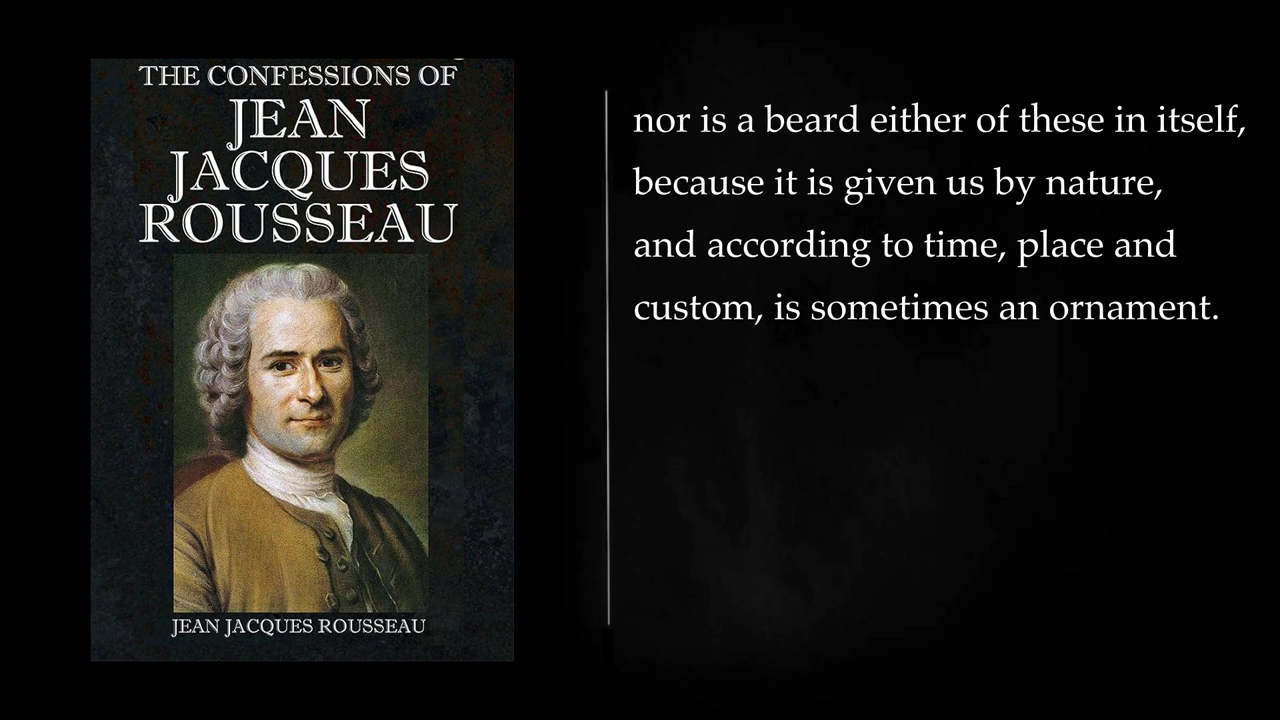 THE CONFESSIONS OF
JEAN
JACQUES
ROUSSEAU
JEAN JACQUES ROUSSEAU
nor is a beard either of these in itself,
because it is given us by nature,
and according to time, place and
custom, is sometimes an ornament.